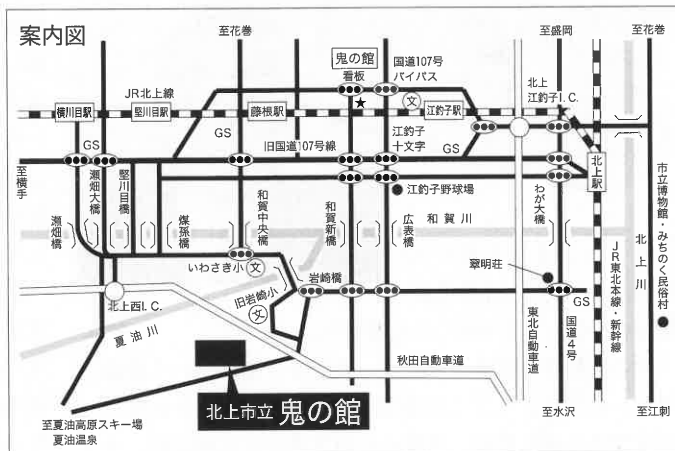 案内図
至花巻
鬼の館
看板
国道107号
バイパス
至盛岡
至花巻
JR北上線
北上
江釣子I.C.
横川目駅
堅川目駅
藤根駅
文
江釣子駅
GS
GS
旧国道107号線
江釣子
十文字
GS
北上駅
至横手
瀬畑大橋
堅川目橋
江釣子野球場
わが大橋
瀬畑橋
煤孫橋
和賀中央橋
和賀新橋
広表橋
和賀川
いわさき小
文
岩崎橋
翠明荘
旧岩崎小
文
GS
北上西I.C.
夏油川
秋田自動車道
東北自動車道
国道4号
JR東北本線・新幹線
北上川
市立博物館・みちのく民俗村
北上市立 鬼の館
至夏油高原スキー場
夏油温泉
至水沢
至江刺